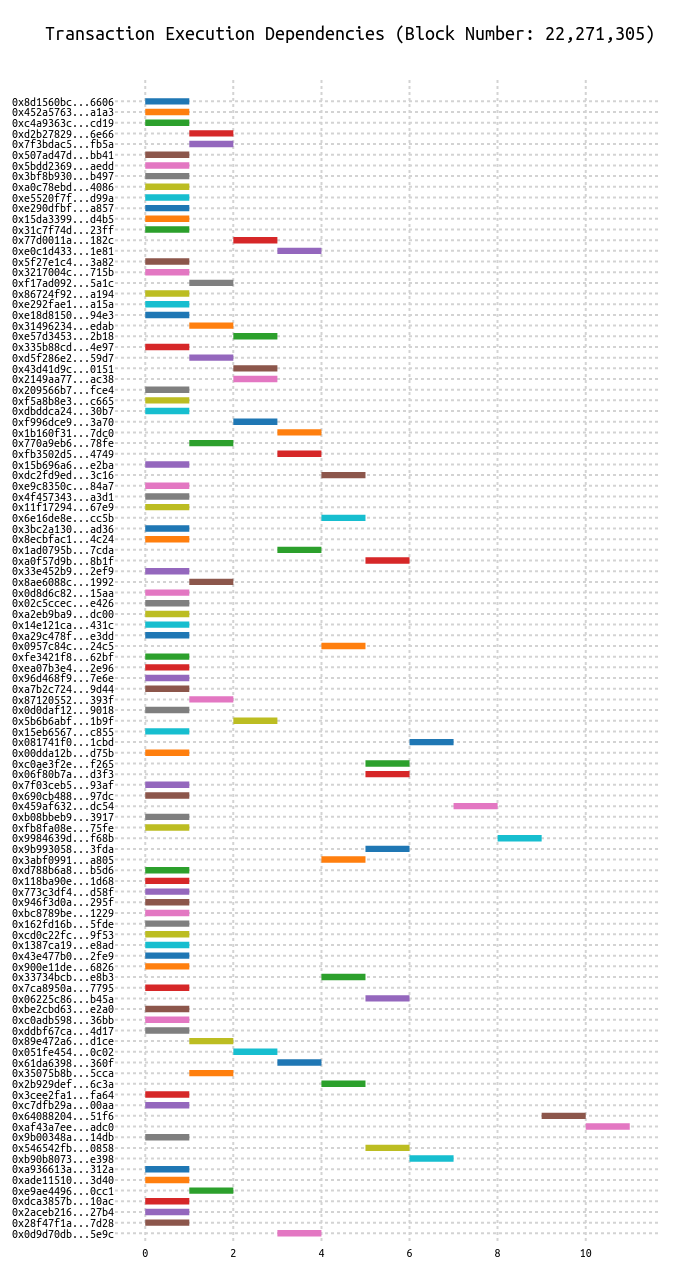 Transaction Execution Dependencies (Block Number: 22,271,305)
0x8d1560bc...6606
0x452a5763...a1a3
0xc4a9363c...cd19
0xd2b27829...6e66
0x7f3bdac5...fb5a
0x507ad47d...bb41
0x5bdd2369...aedd
0x3bf8b930...b497
0xa0c78ebd...4086
0xe5520f7f...d99a
0xe290dfbf...a857
0x15da3399...d4b5
0x31c7f74d...23ff
0x77d0011a...182c
0xe0c1d433...1e81
0x5f27e1c4...3a82
0x3217004c...715b
0xf17ad092...5a1c
0x86724f92...a194
0xe292fae1...a15a
0xe18d8150...94e3
0x31496234...edab
0xe57d3453...2b18
0x335b88cd...4e97
0xd5f286e2...59d7
0x43d41d9c...0151
0x2149aa77...ac38
0x209566b7...fce4
0xf5a8b8e3...c665
0xdbddca24...30b7
0xf996dce9...3a70
0x1b160f31...7dc0
0x770a9eb6...78fe
0xfb3502d5...4749
0x15b696a6...e2ba
0xdc2fd9ed...3c16
0xe9c8350c...84a7
0x4f457343...a3d1
0x11f17294...67e9
0x6e16de8e...cc5b
0x3bc2a130...ad36
0x8ecbfac1...4c24
0x1ad0795b...7cda
0xa0f57d9b...8b1f
0x33e452b9...2ef9
0x8ae6088c...1992
0x0d8d6c82...15aa
0x02c5ccec...e426
0xa2eb9ba9...dc00
0x14e121ca...431c
0xa29c478f...e3dd
0x0957c84c...24c5
0xfe3421f8...62bf
0xea07b3e4...2e96
0x96d468f9...7e6e
0xa7b2c724...9d44
0x87120552...393f
0x0d0daf12...9018
0x5b6b6abf...1b9f
0x15eb6567...c855
0x081741f0...1cbd
0x00dda12b...d75b
0xc0ae3f2e...f265
0x06f80b7a...d3f3
0x7f03ceb5...93af
0x690cb488...97dc
0x459af632...dc54
0xb08bbeb9...3917
0xfb8fa08e...75fe
0x9984639d...f68b
0x9b993058...3fda
0x3abf0991...a805
0xd788b6a8...b5d6
0x118ba90e...1d68
0x773c3df4...d58f
0x946f3d0a...295f
0xbc8789be...1229
0x162fd16b...5fde
0xcd0c22fc...9f53
0x1387ca19...e8ad
0x43e477b0...2fe9
0x900e11de...6826
0x33734bcb...e8b3
0x7ca8950a...7795
0x06225c86...b45a
0xbe2cbd63...e2a0
0xc0adb598...36bb
0xddbf67ca...4d17
0x89e472a6...d1ce
0x051fe454...0c02
0x61da6398...360f
0x35075b8b...5cca
0x2b929def...6c3a
0x3cee2fa1...fa64
0xc7dfb29a...00aa
0x64088204...51f6
0xaf43a7ee...adc0
0x9b00348a...14db
0x546542fb...0858
0xb90b8073...e398
0xa936613a...312a
0xade11510...3d40
0xe9ae4496...0cc1
0xdca3857b...10ac
0x2aceb216...27b4
0x28f47f1a...7d28
0x0d9d70db...5e9c
0 2 4 6 8 10